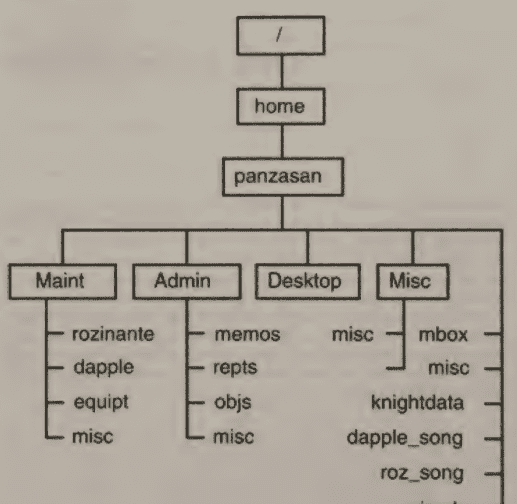 /
home
panzasan
Maint Admin Desktop Misc
rozinante memos misc mbox
dapple repts misc
equipt objs knightdata
misc misc dapple_song
roz_song